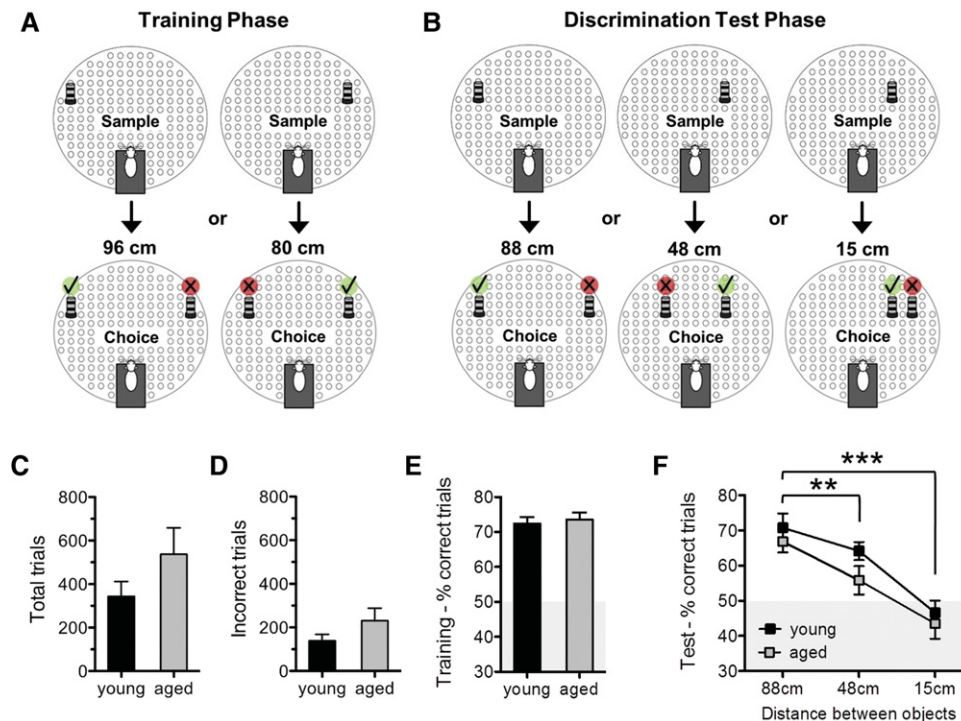 A Training Phase
Sample
Sample
or
96 cm
80 cm
Choice
Choice
B Discrimination Test Phase
Sample
Sample
Sample
or
or
88 cm
48 cm
15 cm
Choice
Choice
Choice
C
Total trials
800
600
400
200
0
young aged
D
Incorrect trials
800
600
400
200
0
young aged
E
Training - % correct trials
80
70
60
50
40
30
young aged
F
***
**
Test - % correct trials
80
70
60
50
40
30
young
aged
88cm 48cm 15cm
Distance between objects